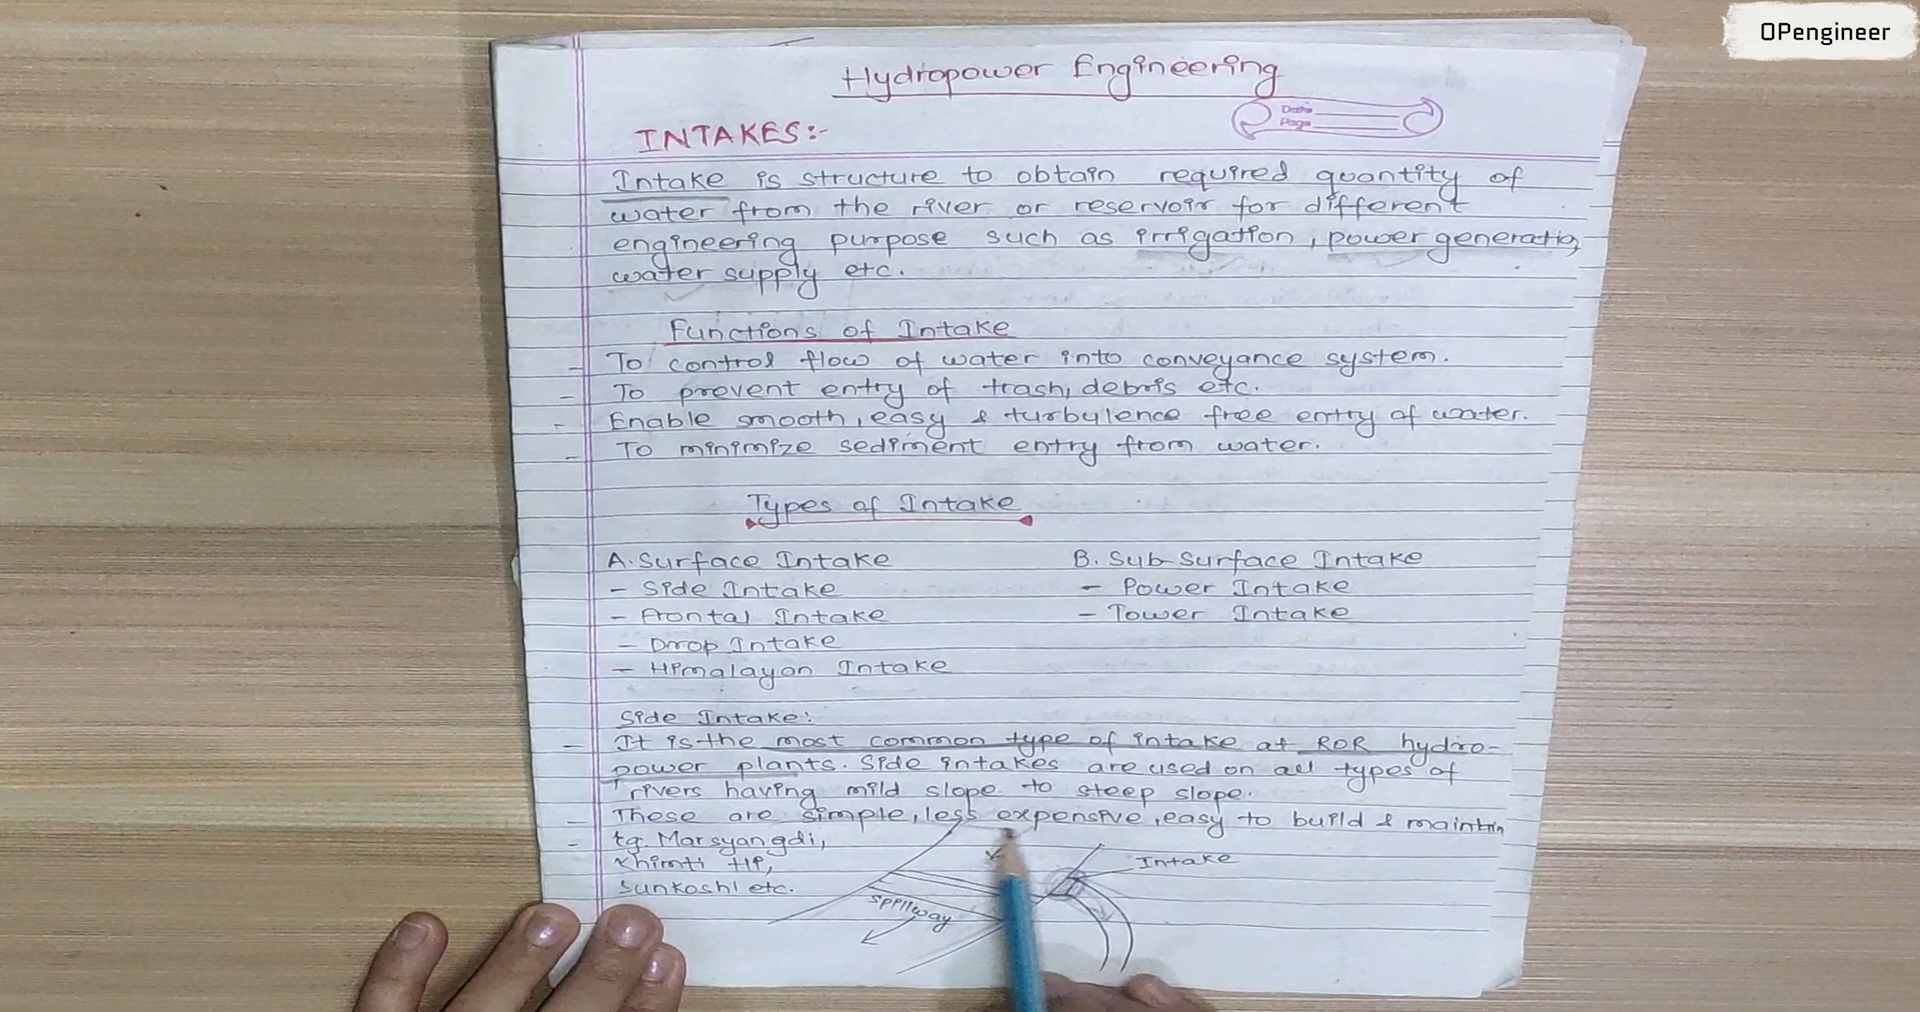 OPengineer
Hydropower Engineering
Date
Page
INTAKES:-
Intake is structure to obtain required quantity of
water from the river or reservoir for different
engineering purpose such as irrigation, power generatio
water supply etc.
Functions of Intake
- To control flow of water into conveyance system.
- To prevent entry of trash, debris etc.
- Enable smooth, easy & turbulence free entry of water.
- To minimize sediment entry from water.
Types of Intake
A. Surface Intake
- Side Intake
- Frontal Intake
- Drop Intake
- Himalayan Intake
B. Sub Surface Intake
- Power Intake
- Tower Intake
Side Intake:
- It is the most common type of intake at ROR hydro-
power plants. Side intakes are used on all types of
rivers having mild slope to steep slope.
- These are simple, less expensive, easy to build & maintain
- Eg. Marsyangdi,
Khimti HP,
Sunkoshi etc.
Intake
Spillway